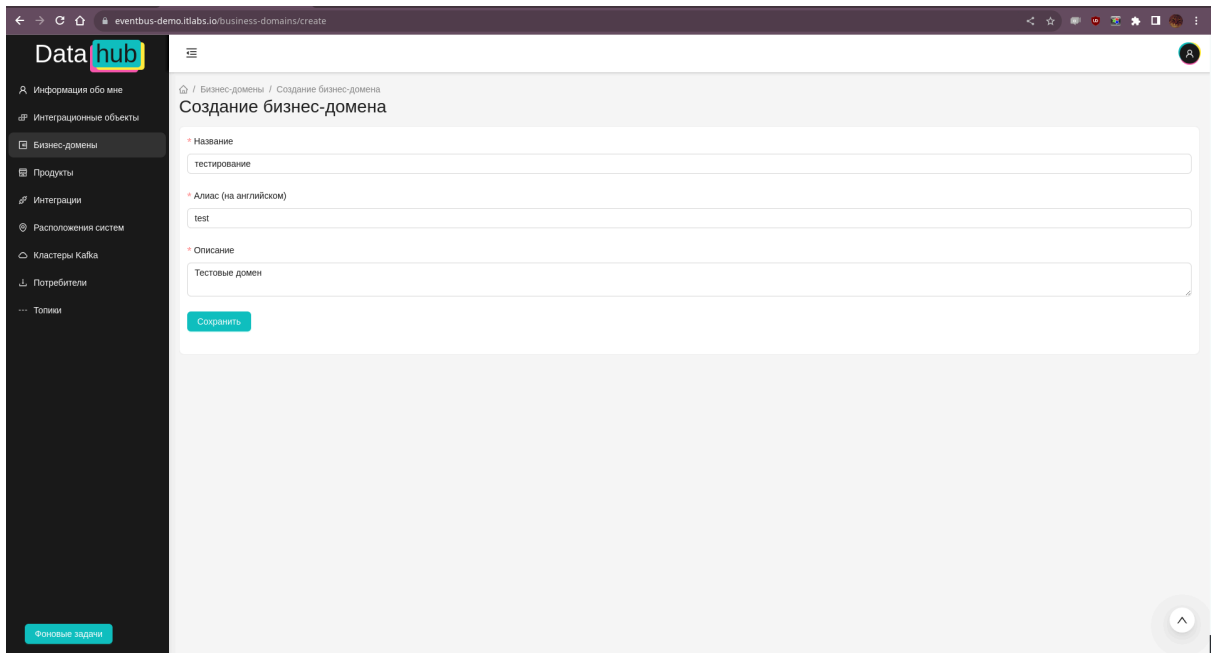 eventbus-demo.itlabs.io/business-domains/create
Data hub
Информация обо мне
Интеграционные объекты
Бизнес-домены
Продукты
Интеграции
Расположения систем
Кластеры Kafka
Потребители
Топики
Фоновые задачи
/ Бизнес-домены / Создание бизнес-домена
Создание бизнес-домена
* Название
тестирование
* Алиас (на английском)
test
* Описание
Тестовые домен
Сохранить